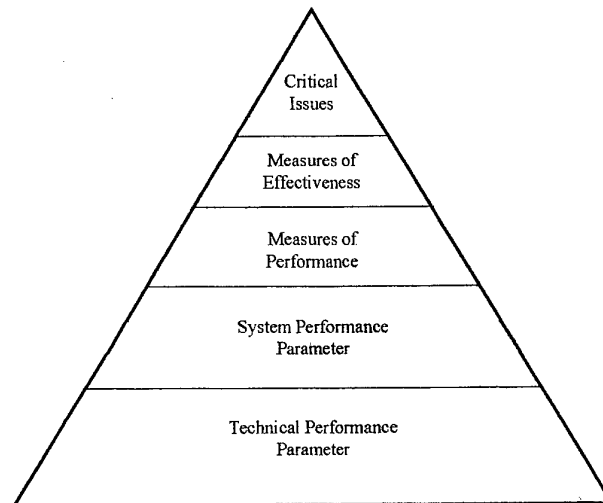 Critical
Issues
Measures of
Effectiveness
Measures of
Performance
System Performance
Parameter
Technical Performance
Parameter